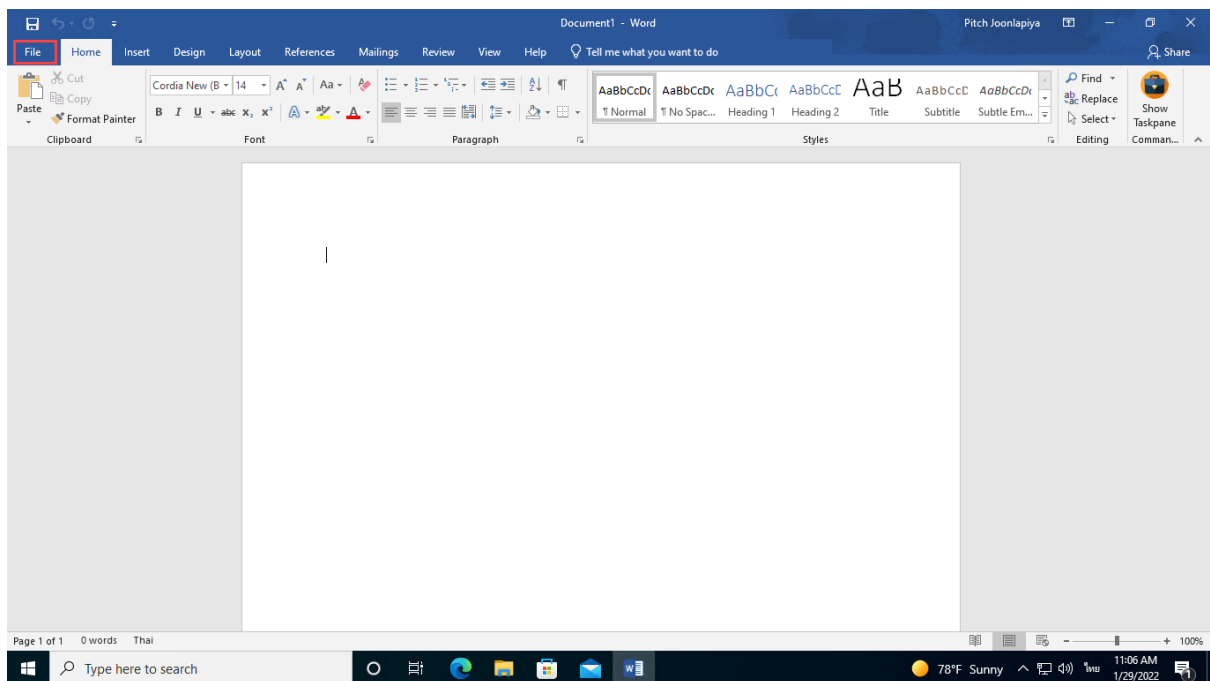 Document1 - Word
Pitch Joonlapiya
File Home Insert Design Layout References Mailings Review View Help Tell me what you want to do Share
Paste
Cut
Copy
Format Painter
Clipboard
Cordia New (B 14 A A Aa
B I U abc X₂ X² A aby A
Font
Paragraph
AaBbCcDc AaBbCcDc AaBbC( AaBbCcC AaB AaBbCcD AaBbCcDc
¶ Normal ¶ No Spac... Heading 1 Heading 2 Title Subtitle Subtle Em...
Styles
Find
Replace
Select
Editing
Show
Taskpane
Comman...
Page 1 of 1 0 words Thai
100%
Type here to search
78°F Sunny
ไทย
11:06 AM
1/29/2022
1